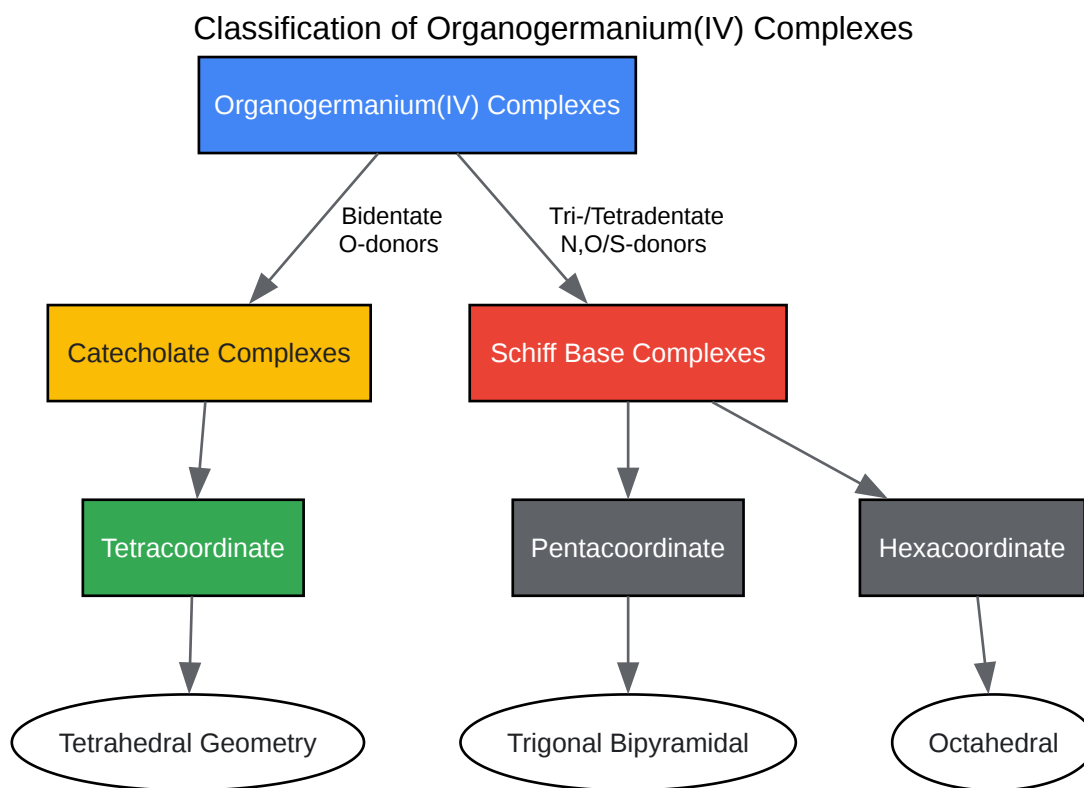 Classification of Organogermanium(IV) Complexes
Organogermanium(IV) Complexes
Bidentate
O-donors
Tri-/Tetradentate
N,O/S-donors
Catecholate Complexes
Schiff Base Complexes
Tetracoordinate
Pentacoordinate
Hexacoordinate
Tetrahedral Geometry
Trigonal Bipyramidal
Octahedral